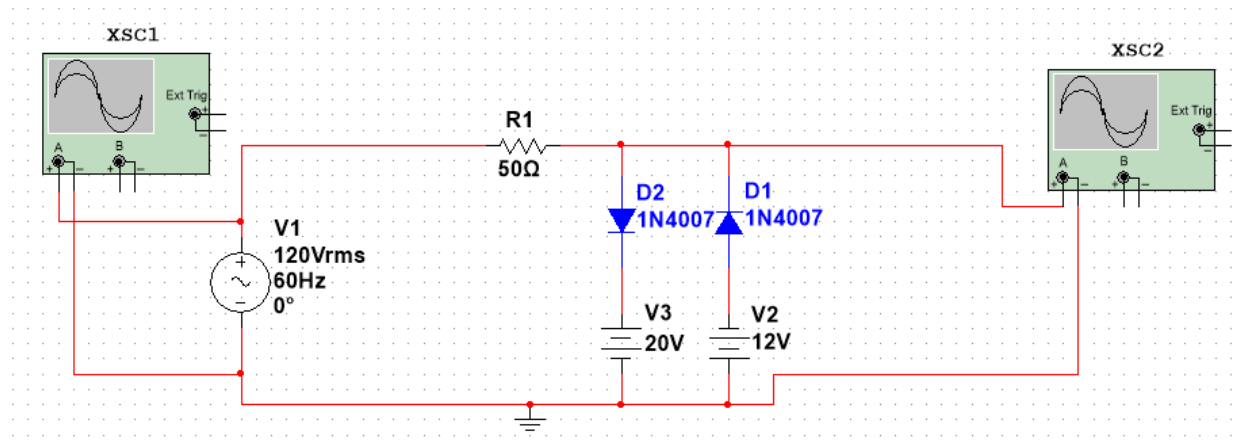 XSC1
Ext Trig
+
−
A
B
+ − + −
V1
120Vrms
60Hz
0°
+
−
R1
50Ω
D2
1N4007
D1
1N4007
V3
20V
V2
12V
XSC2
Ext Trig
+
−
A
B
+ − + −